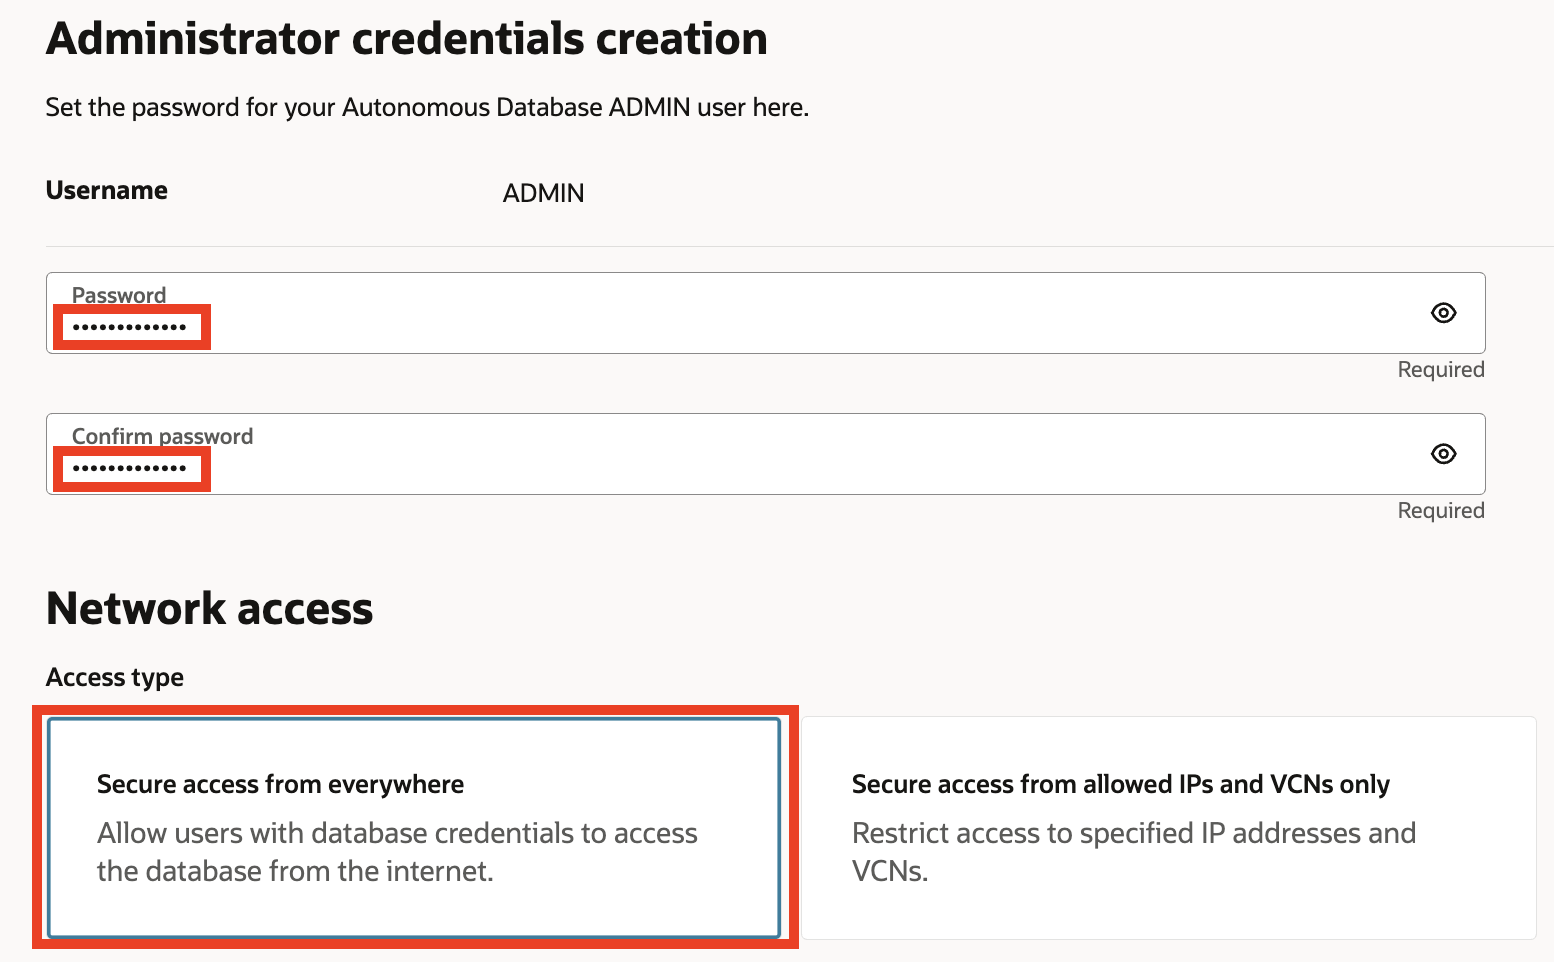 Administrator credentials creation
Set the password for your Autonomous Database ADMIN user here.
Username ADMIN
Password
•••••••••••••
Required
Confirm password
•••••••••••••
Required
Network access
Access type
Secure access from everywhere
Allow users with database credentials to access
the database from the internet.
Secure access from allowed IPs and VCNs only
Restrict access to specified IP addresses and
VCNs.